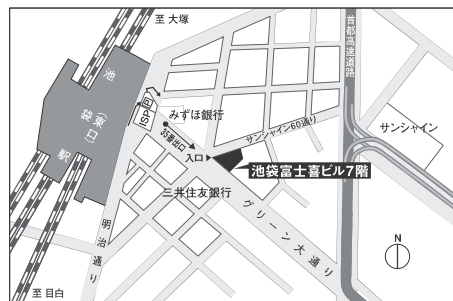 至 大塚
首都高速道路
池袋駅
（東口）
SP 円
みずほ銀行
35番出口
サンシャイン60通り
サンシャイン
入口
池袋富士喜ビル7階
三井住友銀行
グリーン大通り
明治通り
N
至 目白